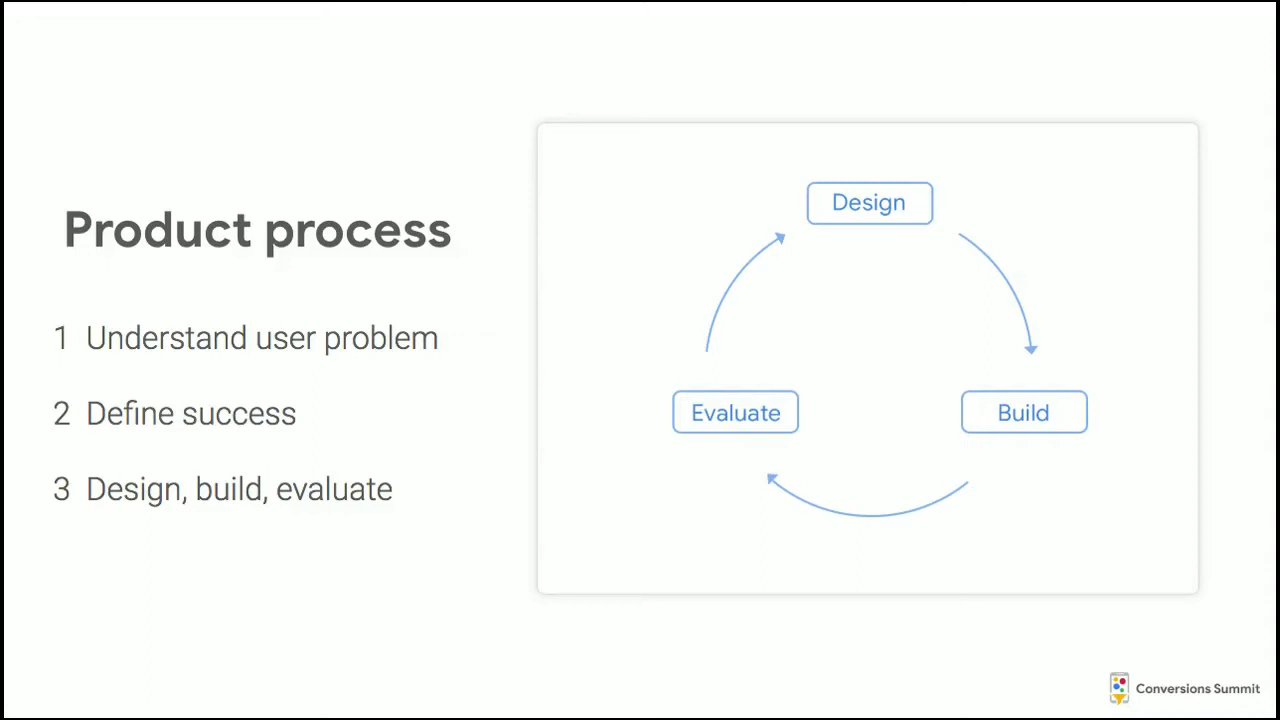 Product process
1 Understand user problem
2 Define success
3 Design, build, evaluate
Design
Evaluate
Build
Conversions Summit